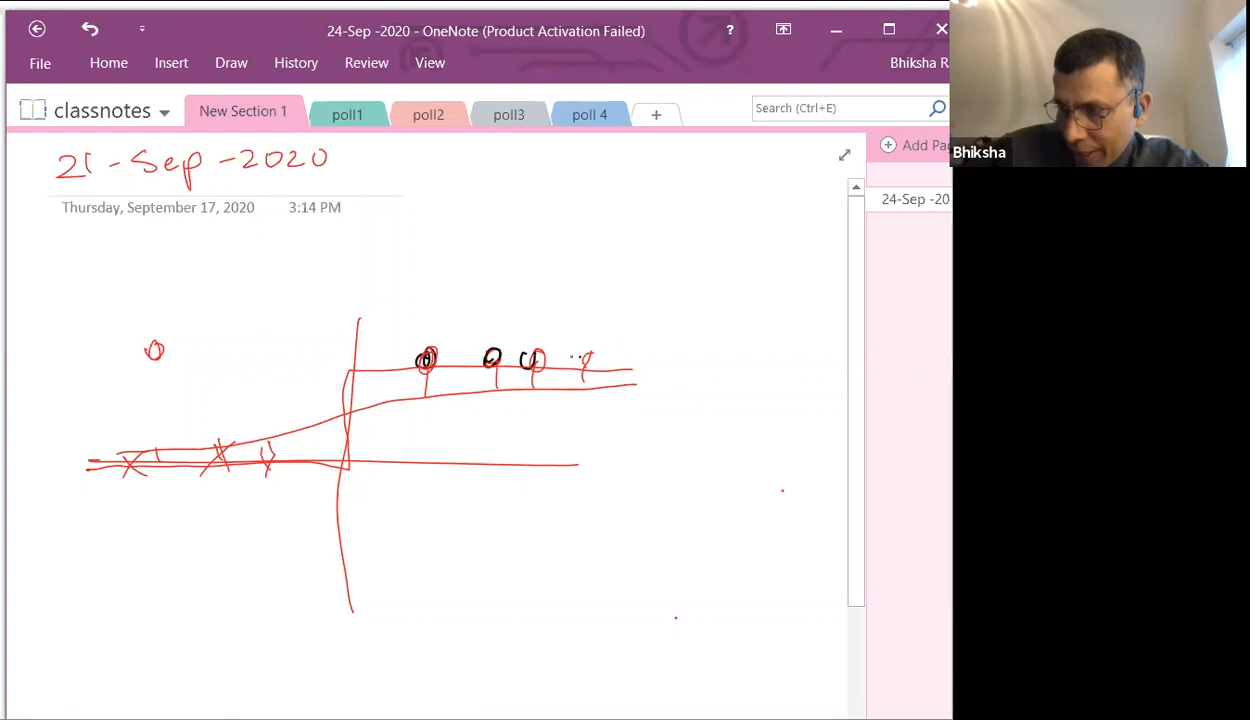 24-Sep -2020 - OneNote (Product Activation Failed)
?
File Home Insert Draw History Review View Bhiksha R
classnotes New Section 1 poll1 poll2 poll3 poll 4 + Search (Ctrl+E)
21-Sep-2020
Add Pa
Thursday, September 17, 2020 3:14 PM
24-Sep -20
Bhiksha